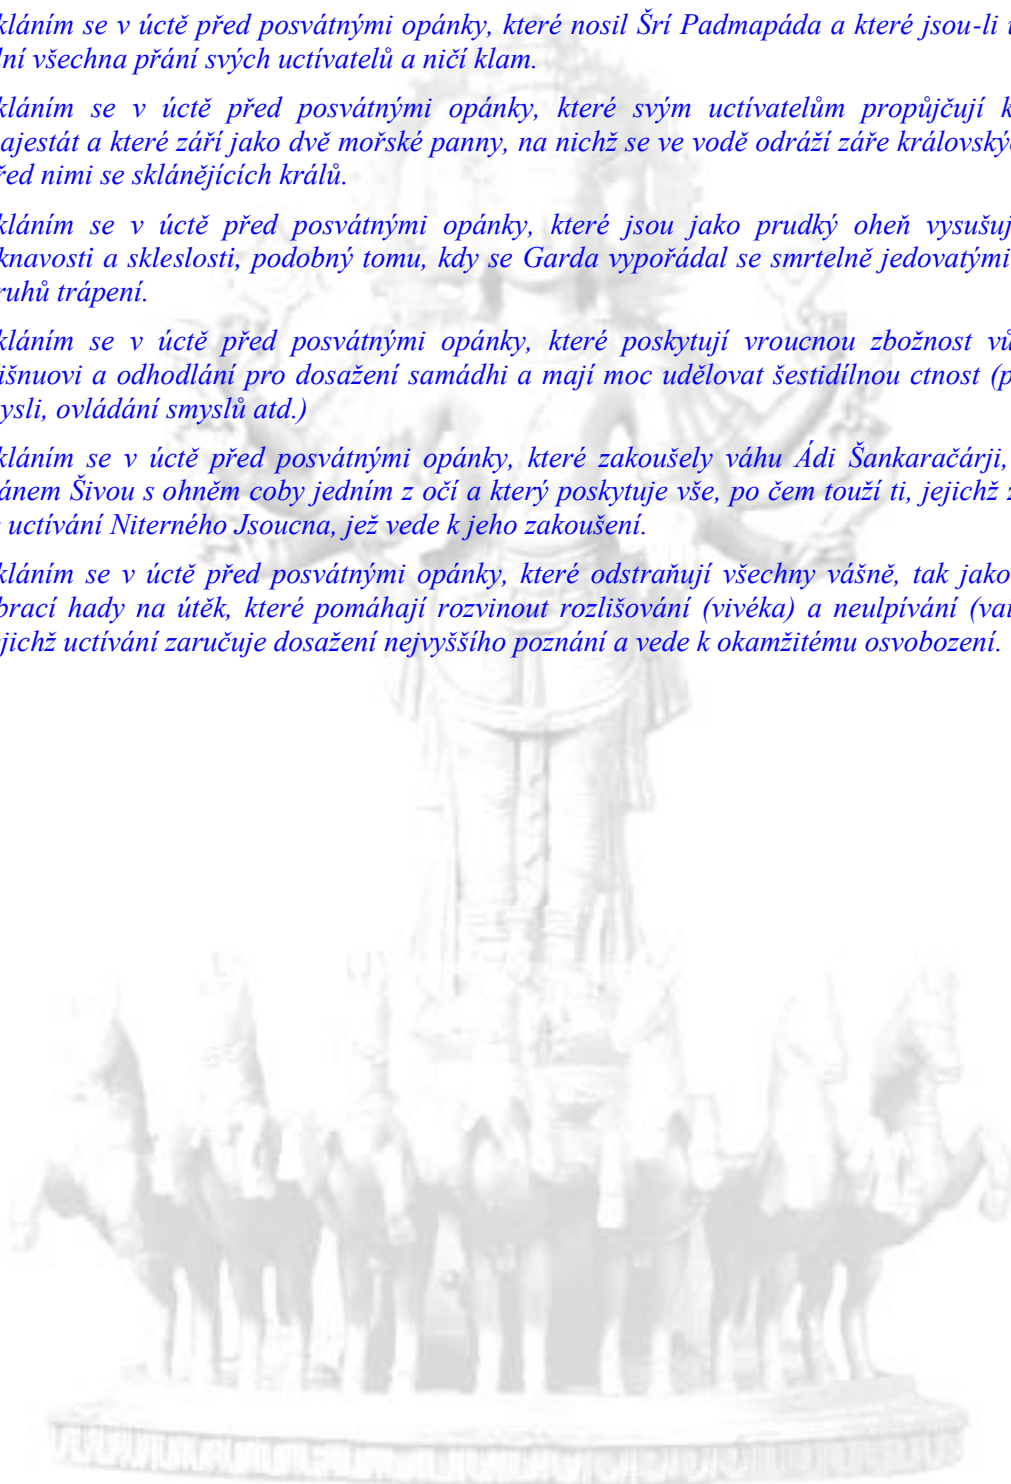 kláním se v úctě před posvátnými opánky, které nosil Šrí Padmapáda a které jsou-li
lní všechna přání svých uctívatelů a ničí klam.
kláním se v úctě před posvátnými opánky, které svým uctívatelům propůjčují k
ajestát a které září jako dvě mořské panny, na nichž se ve vodě odráží záře královskýc
řed nimi se sklánějících králů.
kláním se v úctě před posvátnými opánky, které jsou jako prudký oheň vysušuj
knavosti a skleslosti, podobný tomu, kdy se Garda vypořádal se smrtelně jedovatými
ruhů trápení.
kláním se v úctě před posvátnými opánky, které poskytují vroucnou zbožnost vů
išnuovi a odhodlání pro dosažení samádhi a mají moc udělovat šestidílnou ctnost (p
ysli, ovládání smyslů atd.)
kláním se v úctě před posvátnými opánky, které zakoušely váhu Ádi Šankaračárji,
ánem Šivou s ohněm coby jedním z očí a který poskytuje vše, po čem touží ti, jejichž z
uctívání Niterného Jsoucna, jež vede k jeho zakoušení.
kláním se v úctě před posvátnými opánky, které odstraňují všechny vášně, tak jako
brací hady na útěk, které pomáhají rozvinout rozlišování (vivéka) a neulpívání (vai
ejichž uctívání zaručuje dosažení nejvyššího poznání a vede k okamžitému osvobození.